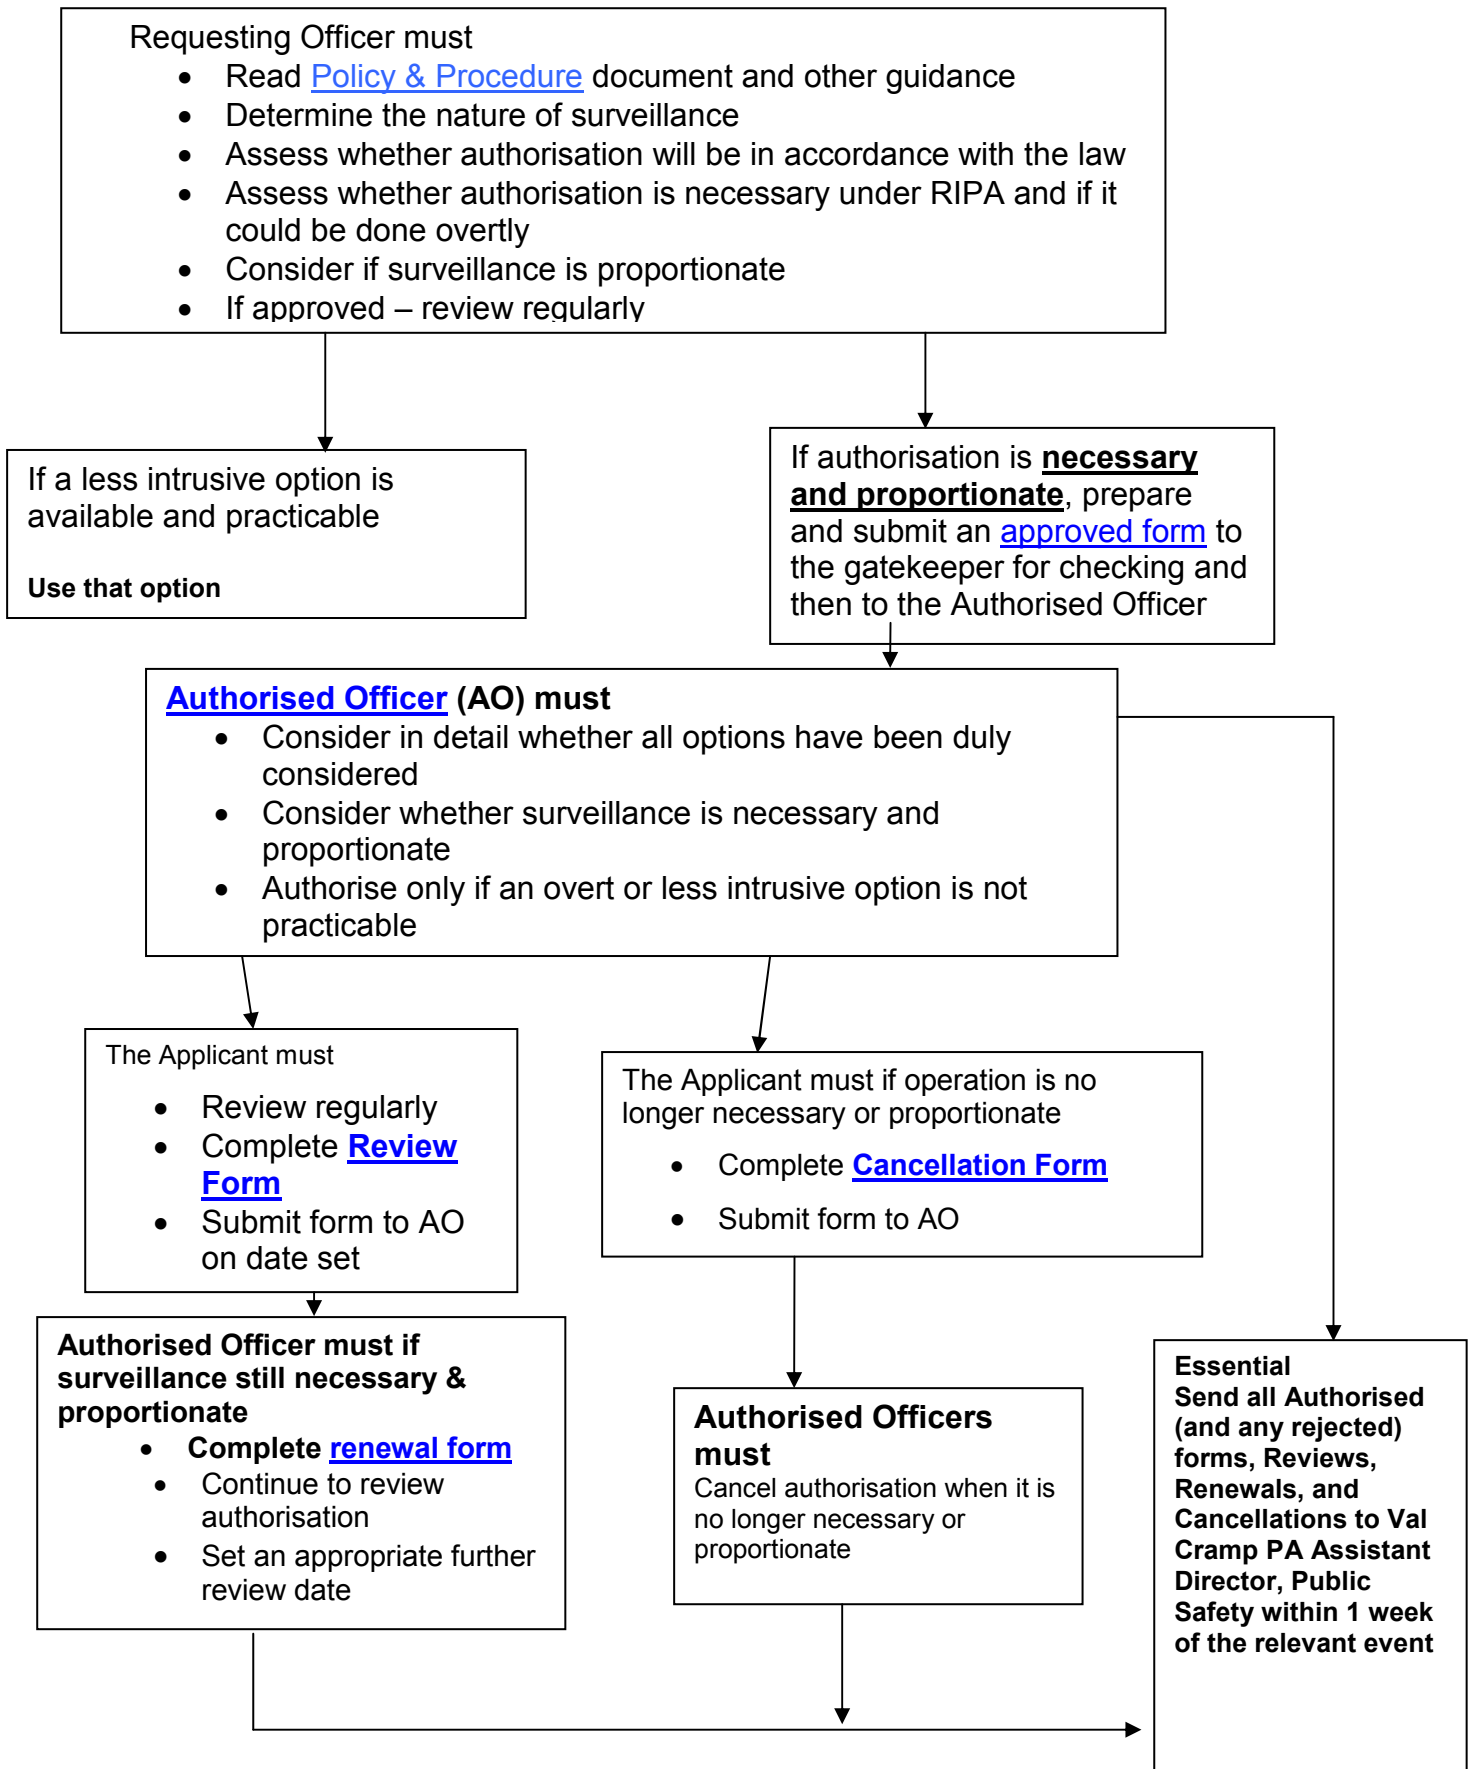 Requesting Officer must
• Read Policy & Procedure document and other guidance
• Determine the nature of surveillance
• Assess whether authorisation will be in accordance with the law
• Assess whether authorisation is necessary under RIPA and if it
could be done overtly
• Consider if surveillance is proportionate
• If approved – review regularly
If a less intrusive option is
available and practicable
Use that option
If authorisation is necessary
and proportionate, prepare
and submit an approved form to
the gatekeeper for checking and
then to the Authorised Officer
Authorised Officer (AO) must
• Consider in detail whether all options have been duly
considered
• Consider whether surveillance is necessary and
proportionate
• Authorise only if an overt or less intrusive option is not
practicable
The Applicant must
• Review regularly
• Complete Review
Form
• Submit form to AO
on date set
The Applicant must if operation is no
longer necessary or proportionate
• Complete Cancellation Form
• Submit form to AO
Authorised Officer must if
surveillance still necessary &
proportionate
• Complete renewal form
• Continue to review
authorisation
• Set an appropriate further
review date
Authorised Officers
must
Cancel authorisation when it is
no longer necessary or
proportionate
Essential
Send all Authorised
(and any rejected)
forms, Reviews,
Renewals, and
Cancellations to Val
Cramp PA Assistant
Director, Public
Safety within 1 week
of the relevant event